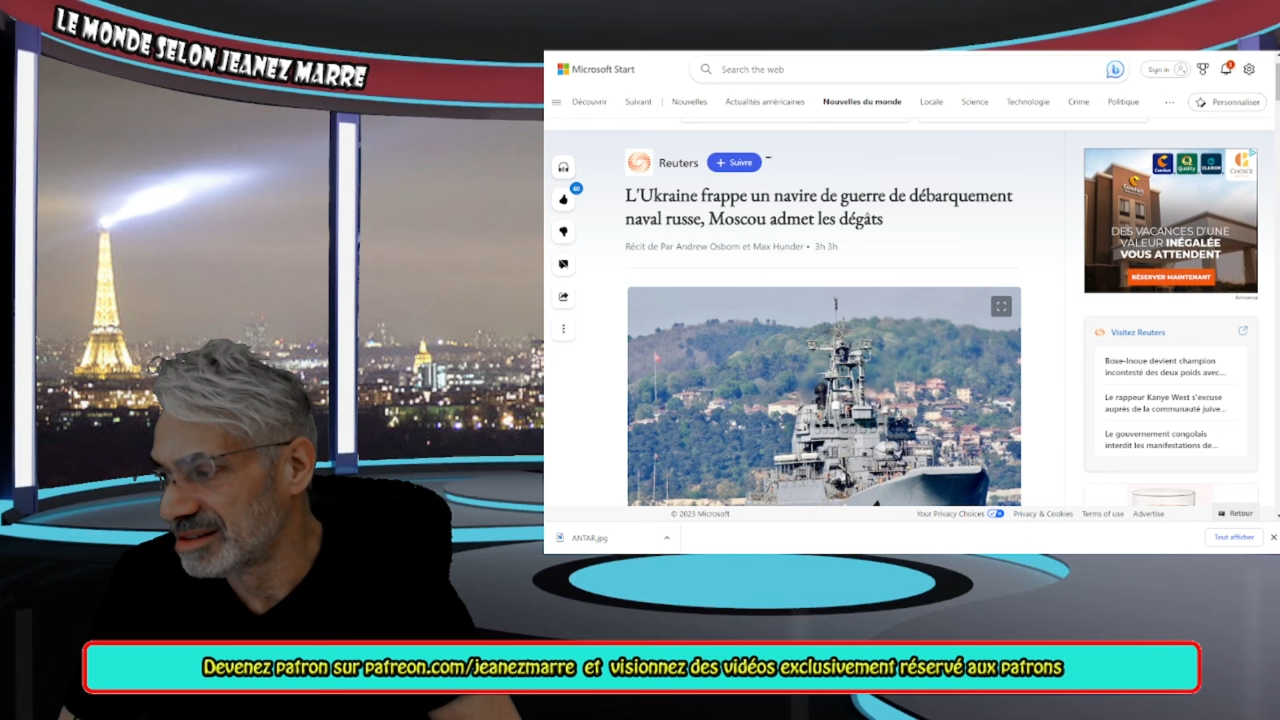 LE MONDE SELON JEANEZ MARRE
Microsoft Start
Search the web
Sign in
Découvrir
Suivant
Nouvelles
Actualités américaines
Nouvelles du monde
Locale
Science
Technologie
Crime
Politique
Personnaliser
Reuters
+ Suivre
60
L'Ukraine frappe un navire de guerre de débarquement
naval russe, Moscou admet les dégâts
Récit de Par Andrew Osborn et Max Hunder • 3h 3h
Comfort
Quality
CLARION
CHOICE
DES VACANCES D'UNE
VALEUR INÉGALÉE
VOUS ATTENDENT
RÉSERVER MAINTENANT
Annonce
Visitez Reuters
Boxe-Inoue devient champion
incontesté des deux poids avec...
Le rappeur Kanye West s'excuse
auprès de la communauté juive...
Le gouvernement congolais
interdit les manifestations de...
© 2023 Microsoft
Your Privacy Choices
Privacy & Cookies
Terms of use
Advertise
Retour
ANTAR.jpg
Tout afficher
Devenez patron sur patreon.com/jeanezmarre et visionnez des vidéos exclusivement réservé aux patrons